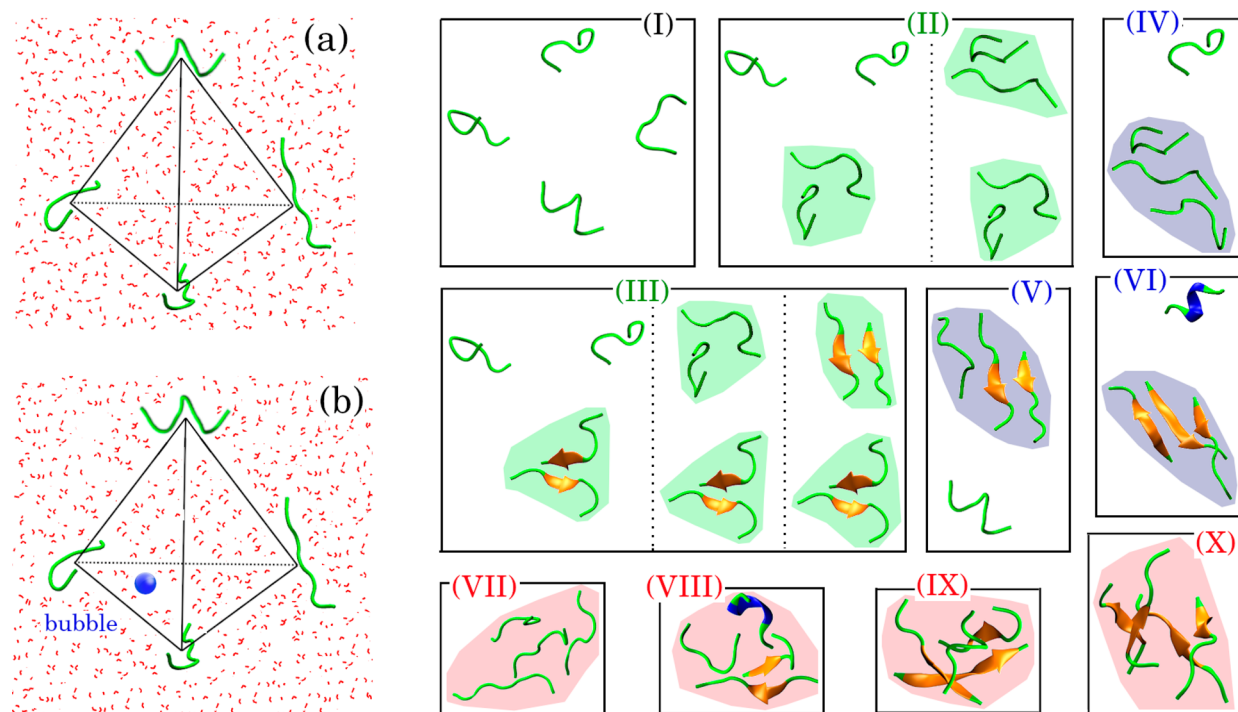 (a)
(b)
bubble
(I)
(II)
(IV)
(III)
(V)
(VI)
(VII)
(VIII)
(IX)
(X)